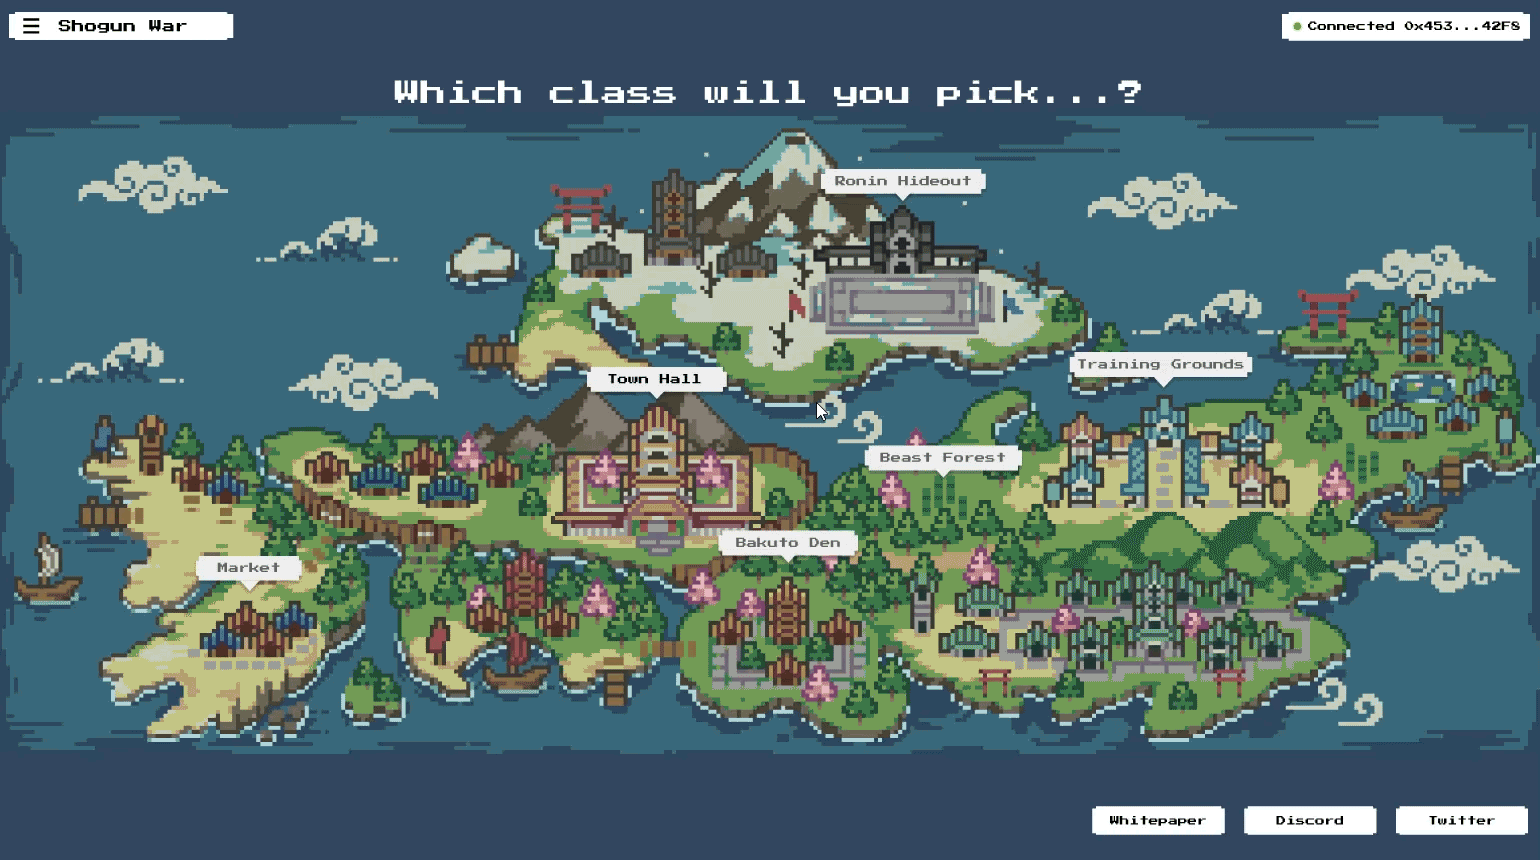 Shogun War
Connected 0x453...42F8
Which class will you pick...?
Ronin Hideout
Training Grounds
Town Hall
Beast Forest
Bakuto Den
Market
Whitepaper
Discord
Twitter